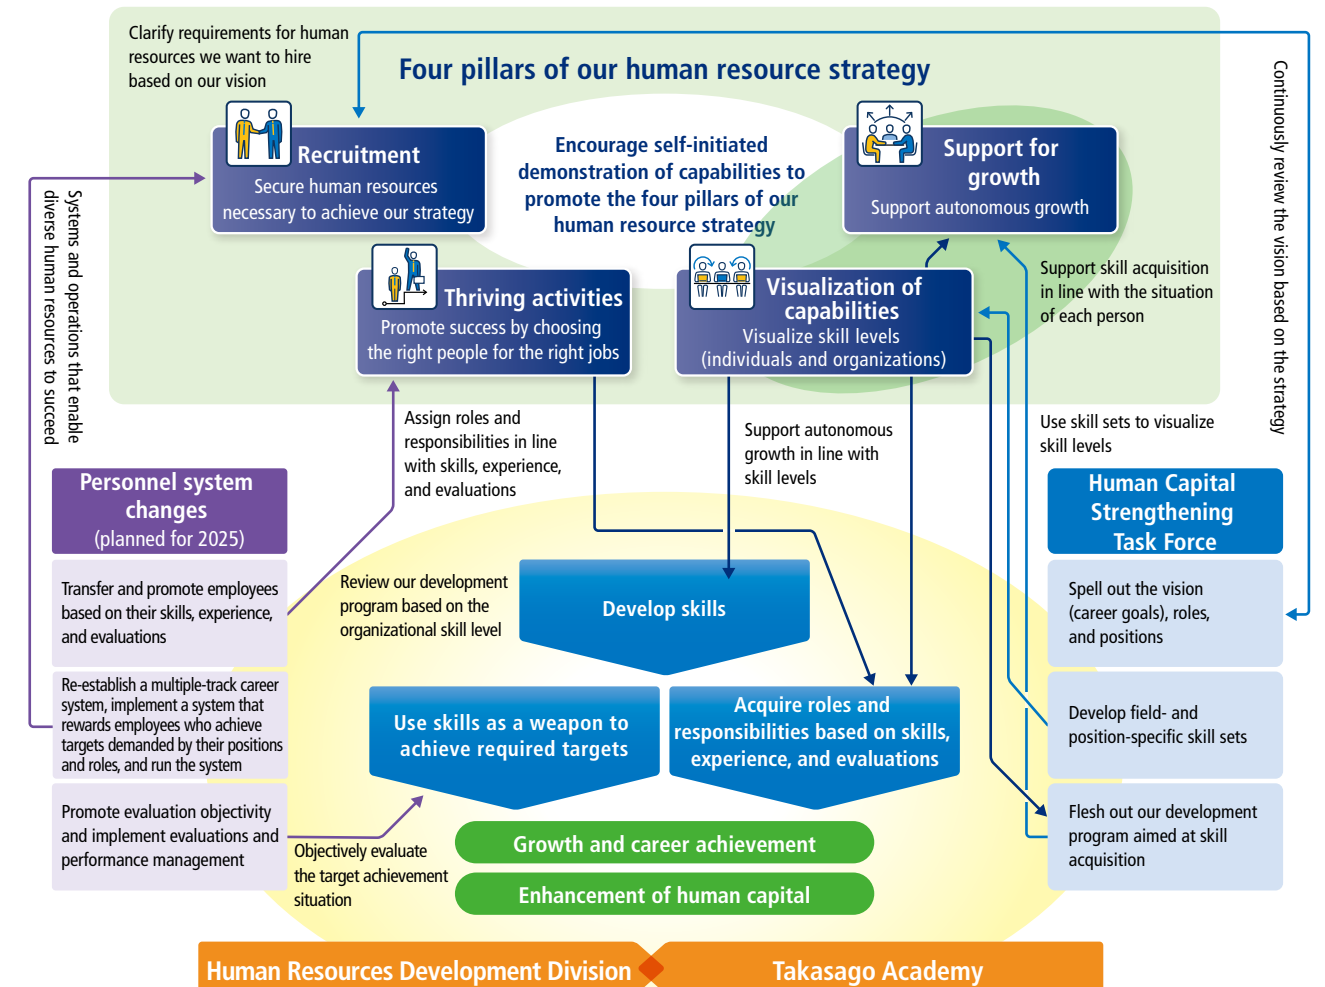 Clarify requirements for human
resources we want to hire
based on our vision
Four pillars of our human resource strategy
Recruitment
Secure human resources
necessary to achieve our strategy
Encourage self-initiated
demonstration of capabilities to
promote the four pillars of our
human resource strategy
Support for
growth
Support autonomous growth
Thriving activities
Promote success by choosing
the right people for the right jobs
Visualization of
capabilities
Visualize skill levels
(individuals and organizations)
Support skill acquisition
in line with the situation
of each person
Continuously review the vision based on the strategy
Systems and operations that enable
diverse human resources to succeed
Assign roles and
responsibilities in line
with skills, experience,
and evaluations
Support autonomous
growth in line with
skill levels
Use skill sets to visualize
skill levels
Personnel system
changes
(planned for 2025)
Transfer and promote employees
based on their skills, experience,
and evaluations
Re-establish a multiple-track career
system, implement a system that
rewards employees who achieve
targets demanded by their positions
and roles, and run the system
Promote evaluation objectivity
and implement evaluations and
performance management
Review our development
program based on the
organizational skill level
Develop skills
Use skills as a weapon to
achieve required targets
Acquire roles and
responsibilities based on skills,
experience, and evaluations
Objectively evaluate
the target achievement
situation
Growth and career achievement
Enhancement of human capital
Human Capital
Strengthening
Task Force
Spell out the vision
(career goals), roles,
and positions
Develop field- and
position-specific skill sets
Flesh out our development
program aimed at skill
acquisition
Human Resources Development Division
Takasago Academy